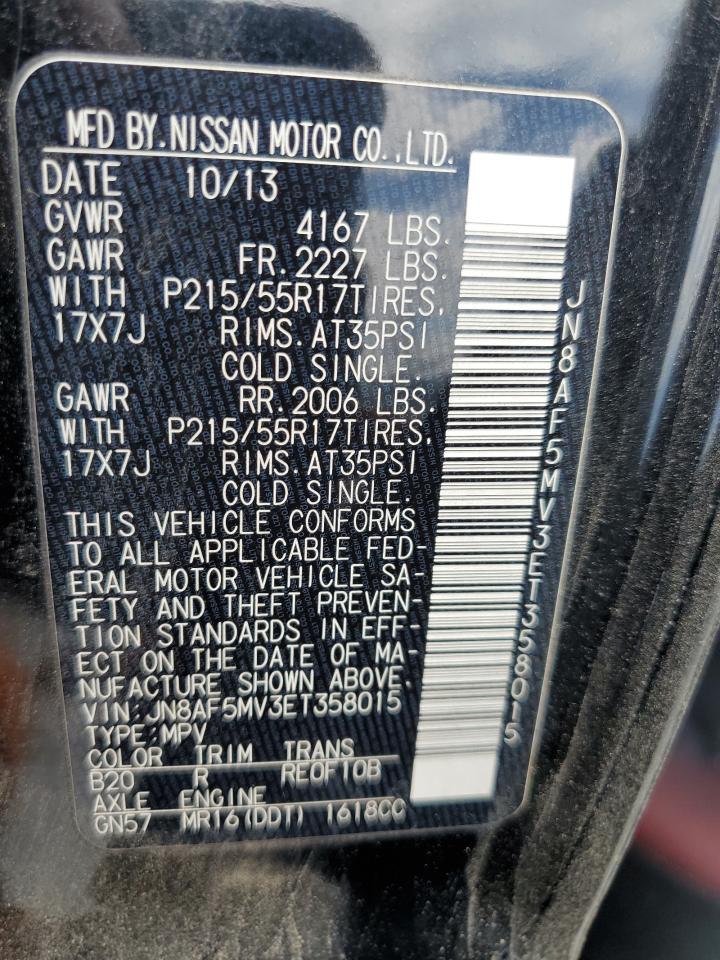 MFD BY.NISSAN MOTOR CO.,LTD.
DATE 10/13
GVWR 4167 LBS.
GAWR FR.2227 LBS.
WITH P215/55R17TIRES,
17X7J RIMS.AT35PSI
COLD SINGLE.
GAWR RR.2006 LBS.
WITH P215/55R17TIRES,
17X7J RIMS.AT35PSI
COLD SINGLE.
THIS VEHICLE CONFORMS
TO ALL APPLICABLE FED-
ERAL MOTOR VEHICLE SA-
FETY AND THEFT PREVEN-
TION STANDARDS IN EFF-
ECT ON THE DATE OF MA-
NUFACTURE SHOWN ABOVE.
VIN:JN8AF5MV3ET358015
TYPE:MPV
COLOR TRIM TRANS
B20 R RE0F10B
AXLE ENGINE
GN57 MR16(DDT) 1618CC
JN8AF5MV3ET358015